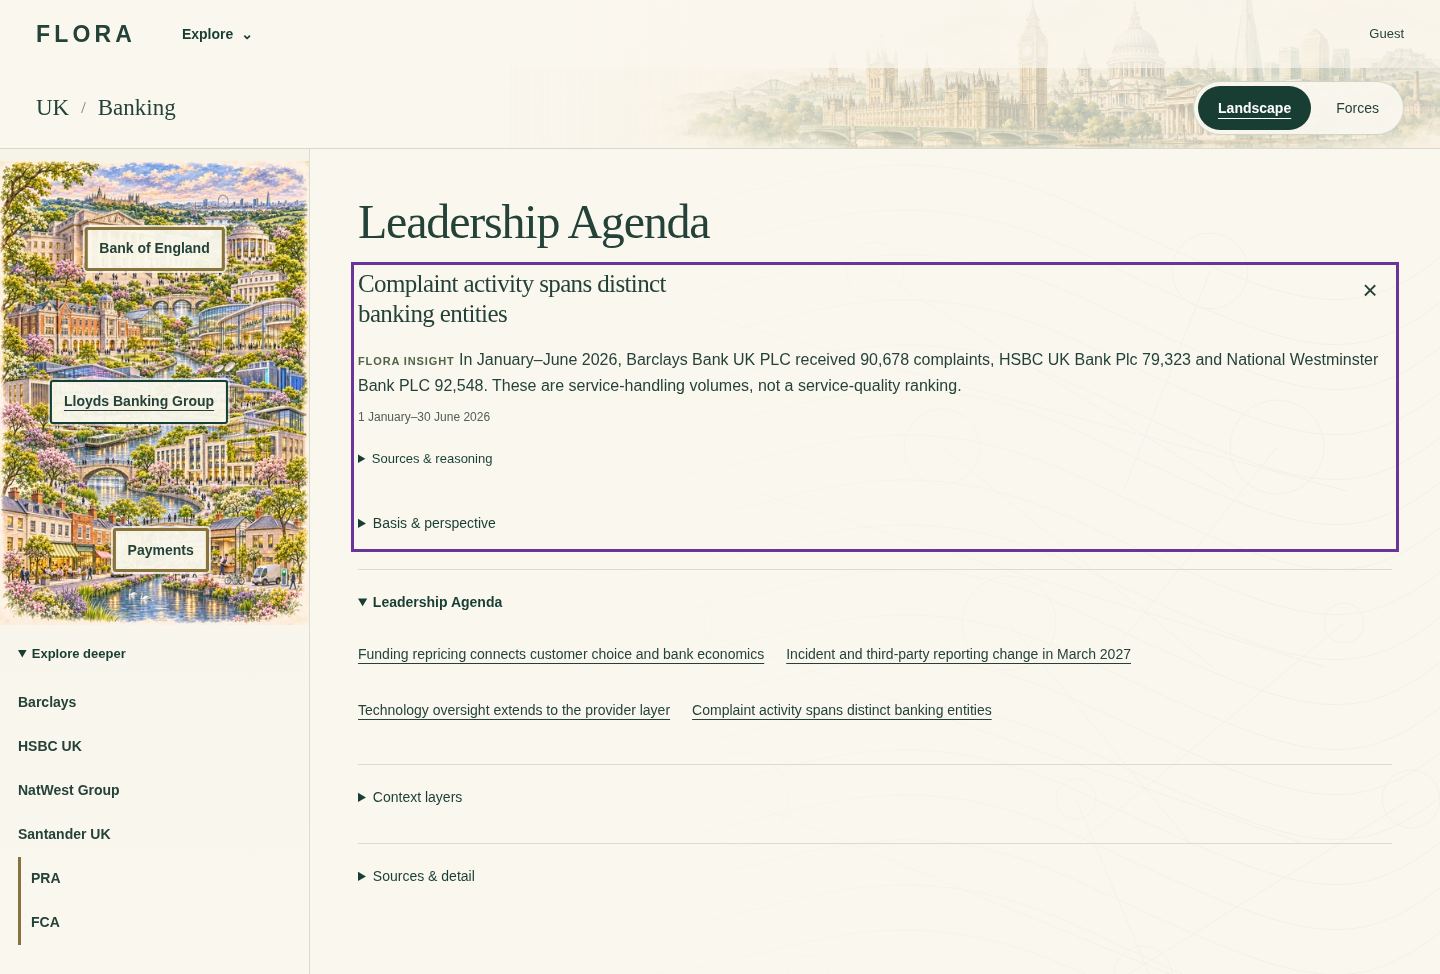 FLORA
Explore
Guest
UK / Banking
Landscape
Forces
Bank of England
Lloyds Banking Group
Payments
Explore deeper
Barclays
HSBC UK
NatWest Group
Santander UK
PRA
FCA
Leadership Agenda
Complaint activity spans distinct
banking entities
FLORA INSIGHT In January–June 2026, Barclays Bank UK PLC received 90,678 complaints, HSBC UK Bank Plc 79,323 and National Westminster
Bank PLC 92,548. These are service-handling volumes, not a service-quality ranking.
1 January–30 June 2026
Sources & reasoning
Basis & perspective
Leadership Agenda
Funding repricing connects customer choice and bank economics
Incident and third-party reporting change in March 2027
Technology oversight extends to the provider layer
Complaint activity spans distinct banking entities
Context layers
Sources & detail